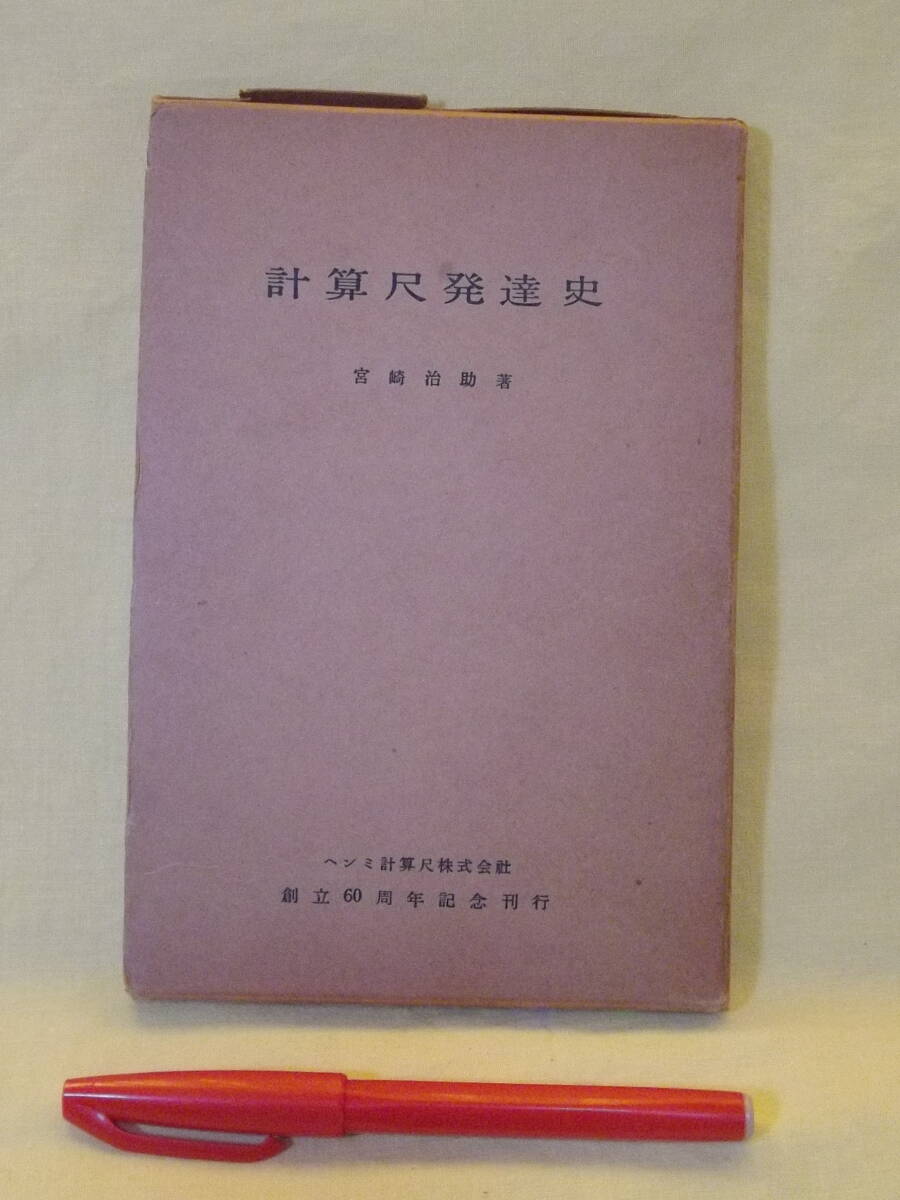 計算尺発達史
宮崎治助著
ヘンミ計算尺株式会社
創立60周年記念刊行